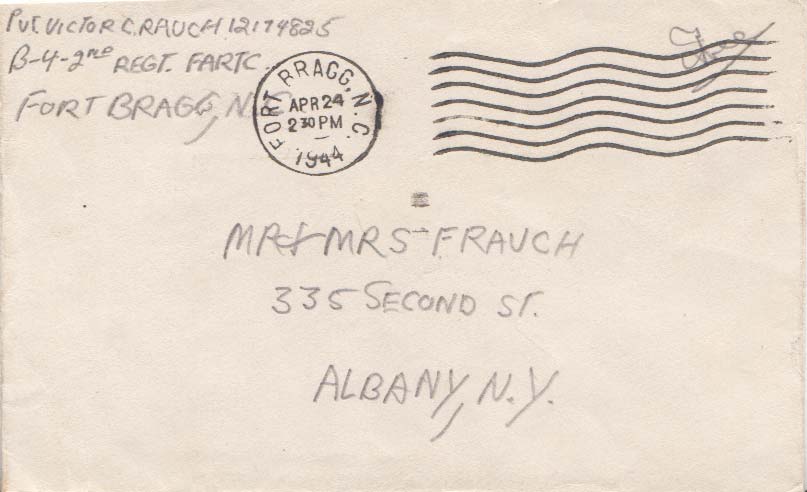 PVT. VICTOR C. RAUCH 12174825
B-4-2ND REGT. FARTC.
FORT BRAGG, N.C.
Free
FORT BRAGG, N.C.
APR 24
2 30 PM
1944
MR & MRS F RAUCH
335 SECOND ST.
ALBANY, N.Y.